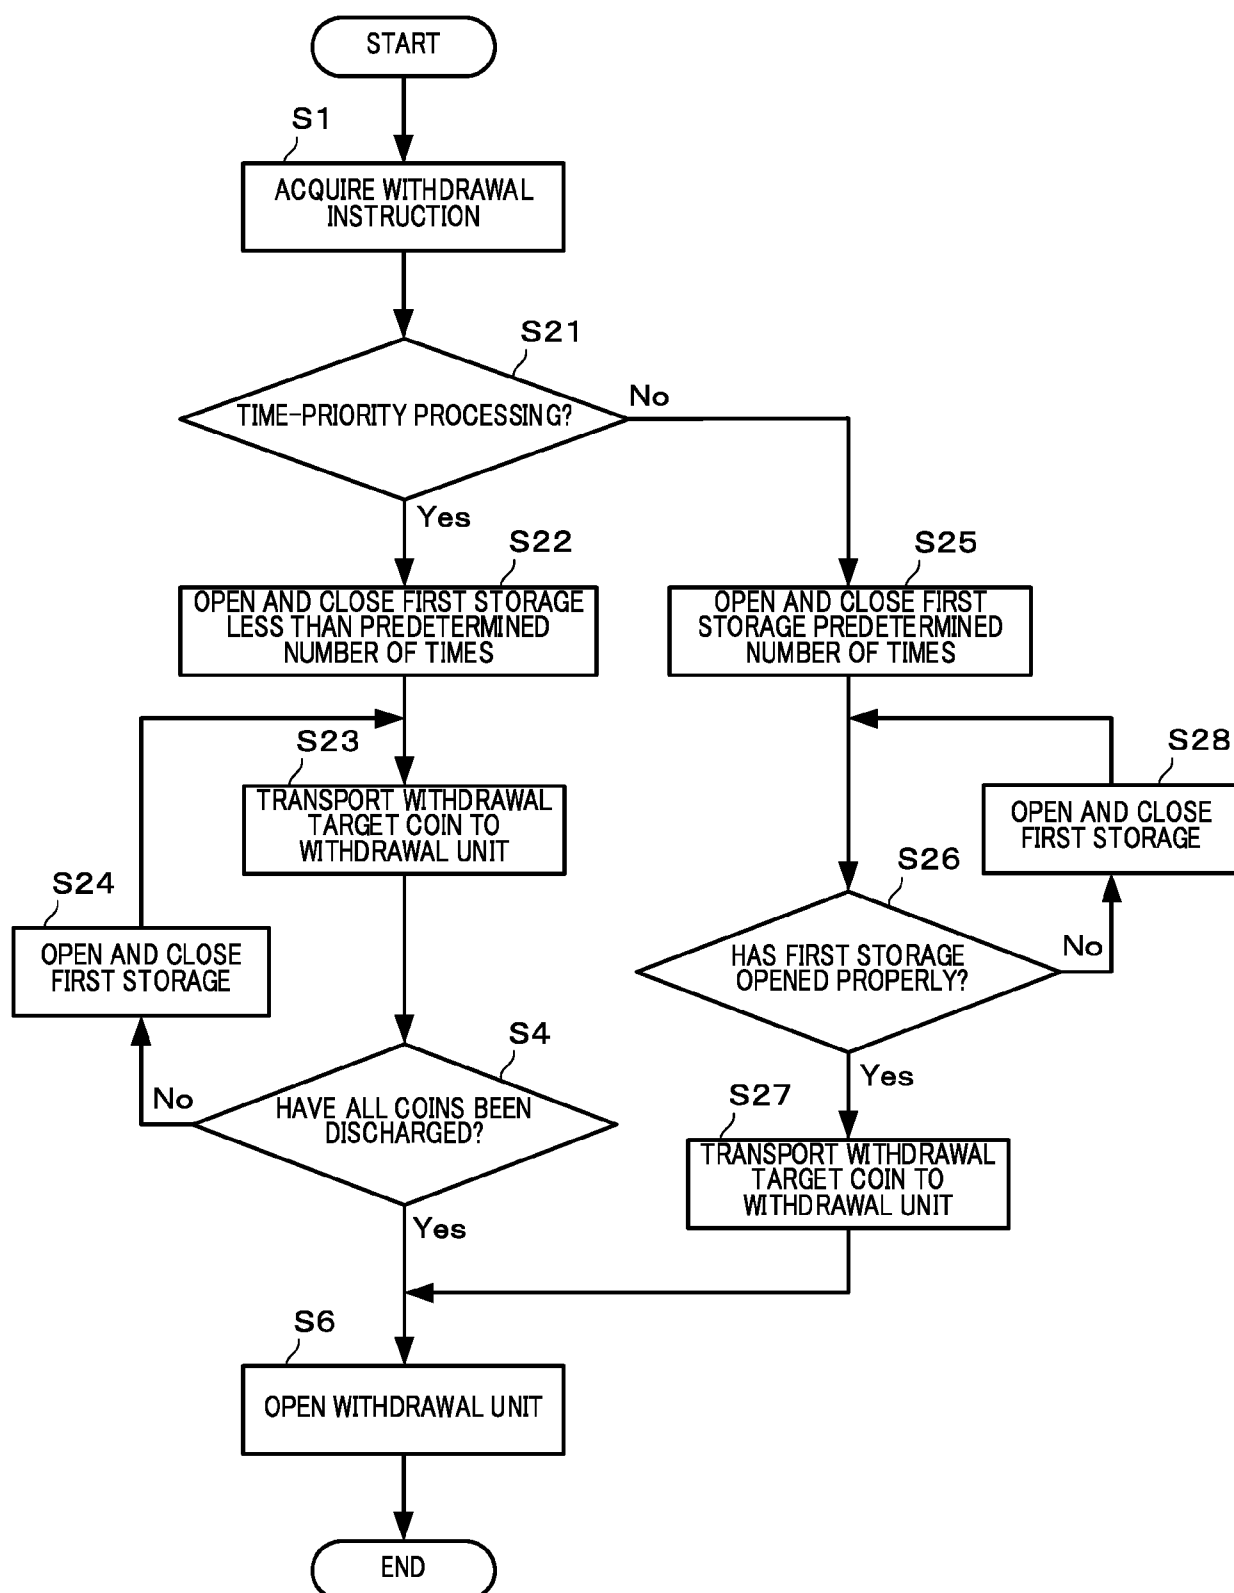 START
S1
ACQUIRE WITHDRAWAL
INSTRUCTION
S21
TIME-PRIORITY PROCESSING?
No
Yes
S22
OPEN AND CLOSE FIRST STORAGE
LESS THAN PREDETERMINED
NUMBER OF TIMES
S25
OPEN AND CLOSE FIRST
STORAGE PREDETERMINED
NUMBER OF TIMES
S23
TRANSPORT WITHDRAWAL
TARGET COIN TO
WITHDRAWAL UNIT
S28
OPEN AND CLOSE
FIRST STORAGE
S24
OPEN AND CLOSE
FIRST STORAGE
S26
HAS FIRST STORAGE
OPENED PROPERLY?
No
Yes
S4
HAVE ALL COINS BEEN
DISCHARGED?
No
Yes
S27
TRANSPORT WITHDRAWAL
TARGET COIN TO
WITHDRAWAL UNIT
S6
OPEN WITHDRAWAL UNIT
END